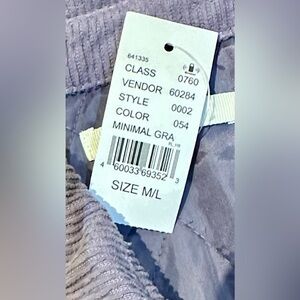 641335
CLASS 0760
VENDOR 60284
STYLE 0002
COLOR 054
MINIMAL GRA
4 60033 69352 3
SIZE M/L